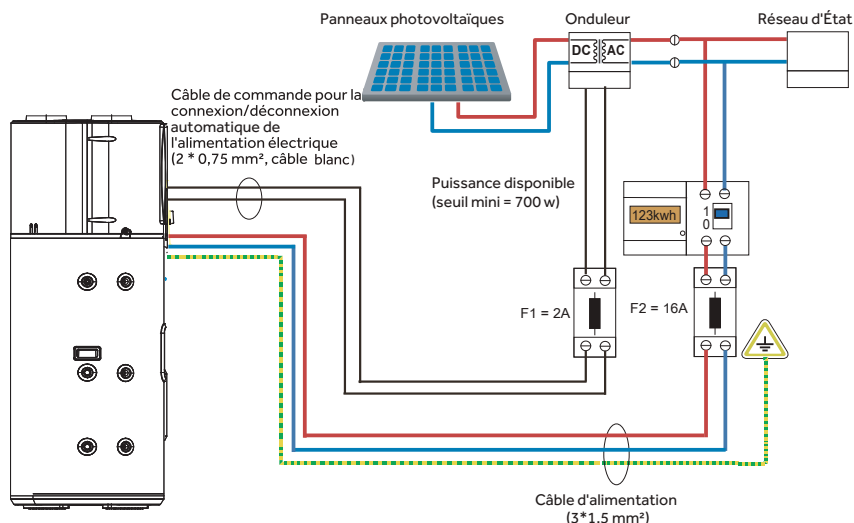 Panneaux photovoltaïques
Onduleur
Réseau d'État
DC
AC
Câble de commande pour la
connexion/déconnexion
automatique de
l'alimentation électrique
(2 * 0,75 mm², câble blanc)
Puissance disponible
(seuil mini = 700 w)
123kwh
1
0
F1 = 2A
F2 = 16A
Câble d'alimentation
(3*1,5 mm²)